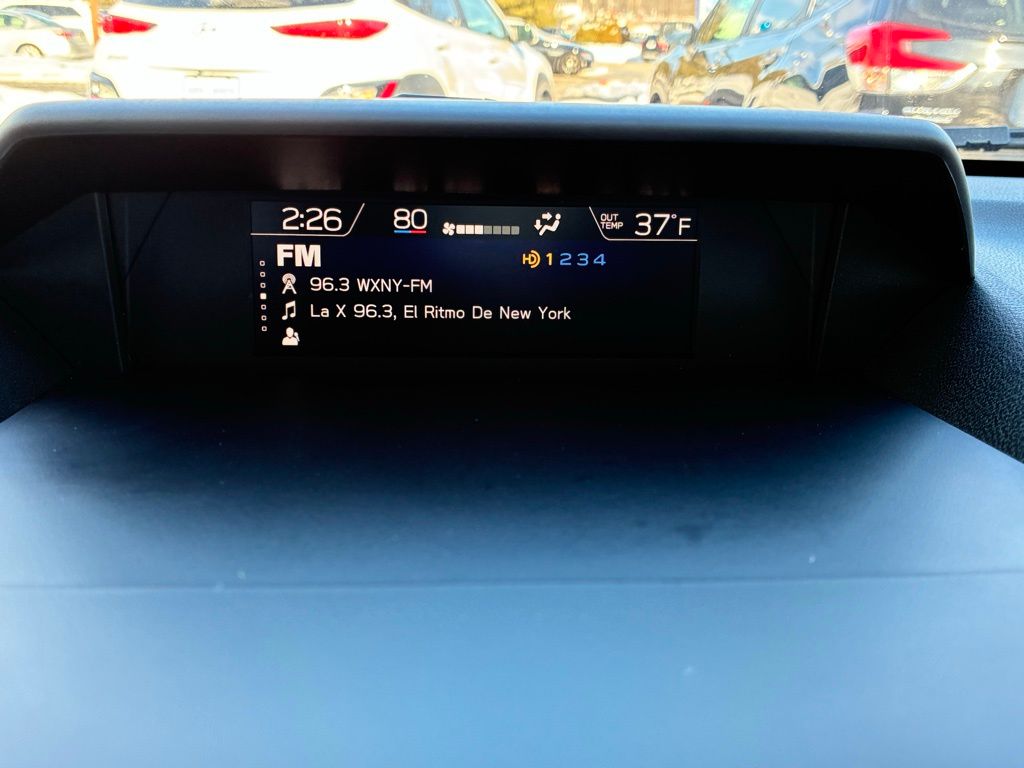 2:26 80 OUT TEMP 37°F
FM HD 1 2 3 4
96.3 WXNY-FM
La X 96.3, El Ritmo De New York